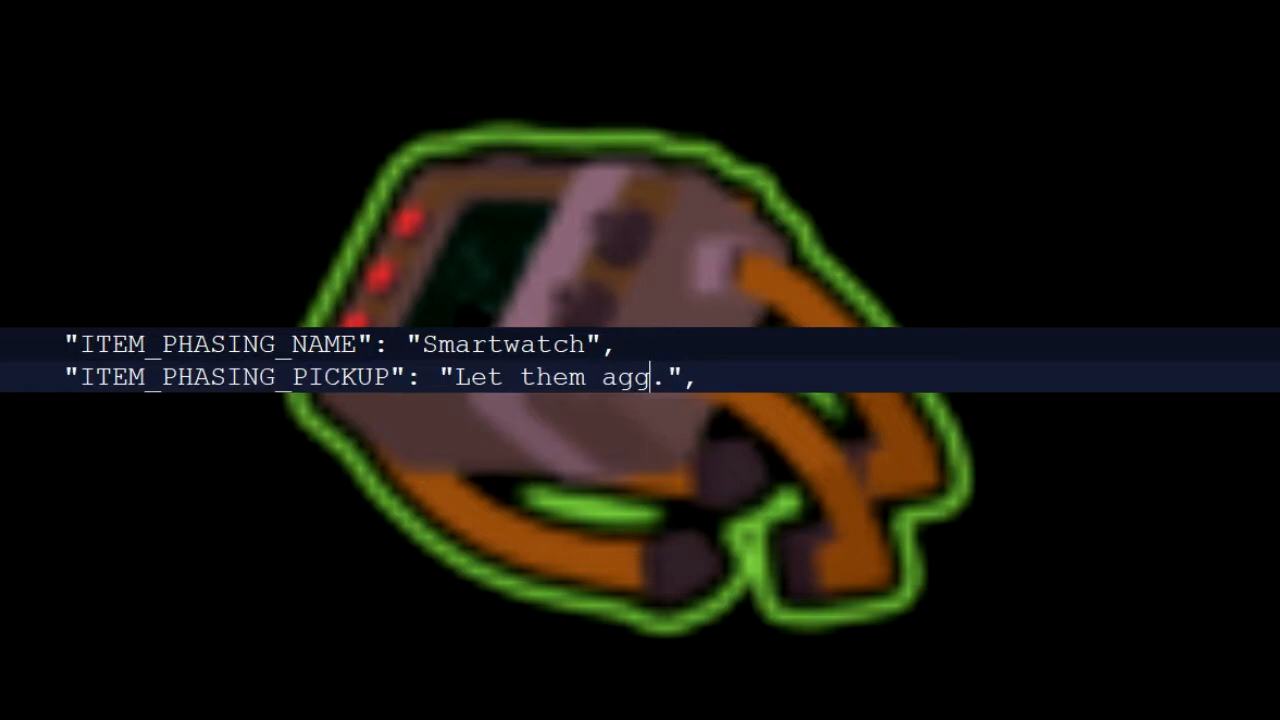 "ITEM_PHASING_NAME": "Smartwatch",
"ITEM_PHASING_PICKUP": "Let them agg.",